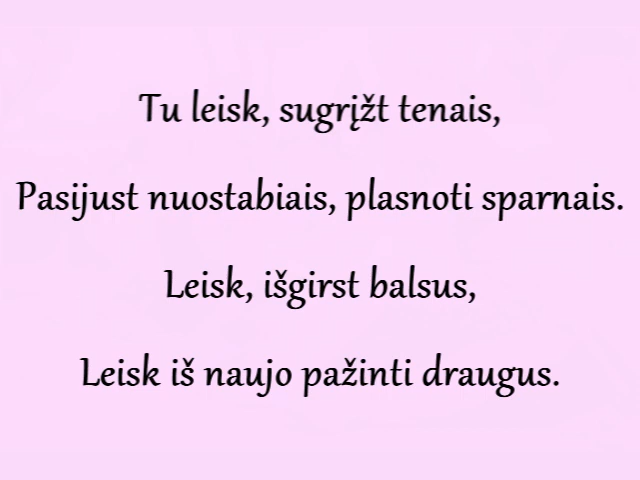 Tu leisk, sugrįžt tenais,
Pasijust nuostabiais, plasnoti sparnais.
Leisk, išgirst balsus,
Leisk iš naujo pažinti draugus.